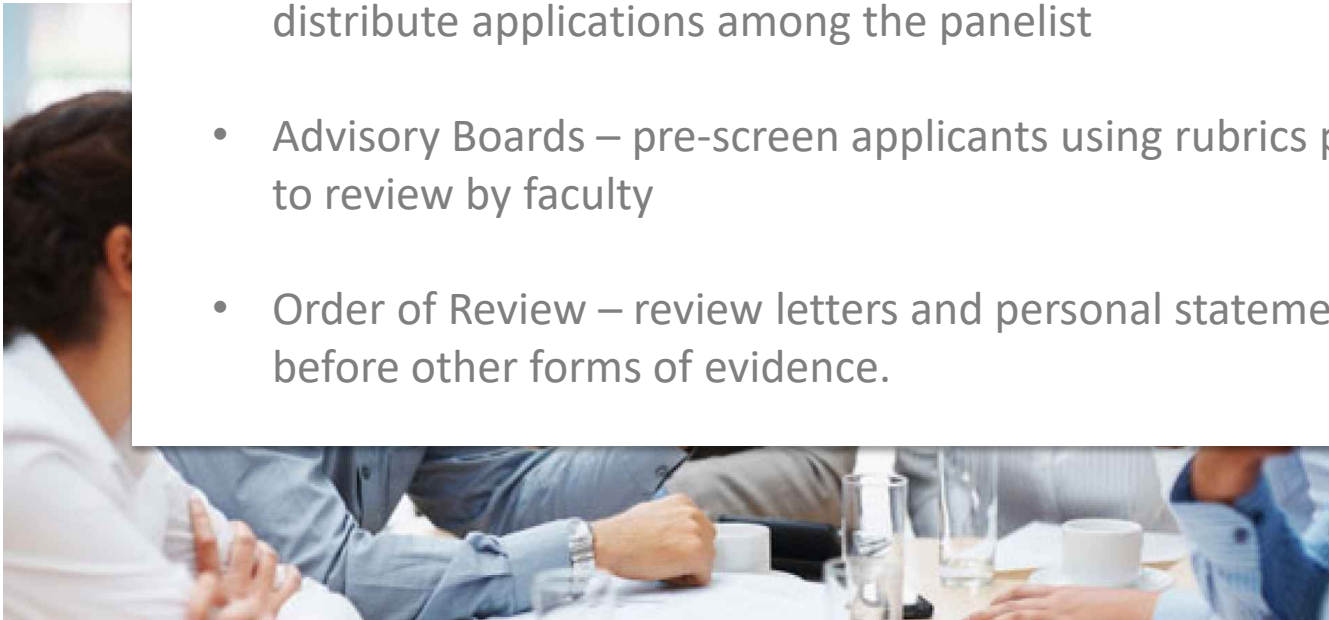 distribute applications among the panelist
• Advisory Boards – pre-screen applicants using rubrics
to review by faculty
• Order of Review – review letters and personal
before other forms of evidence.